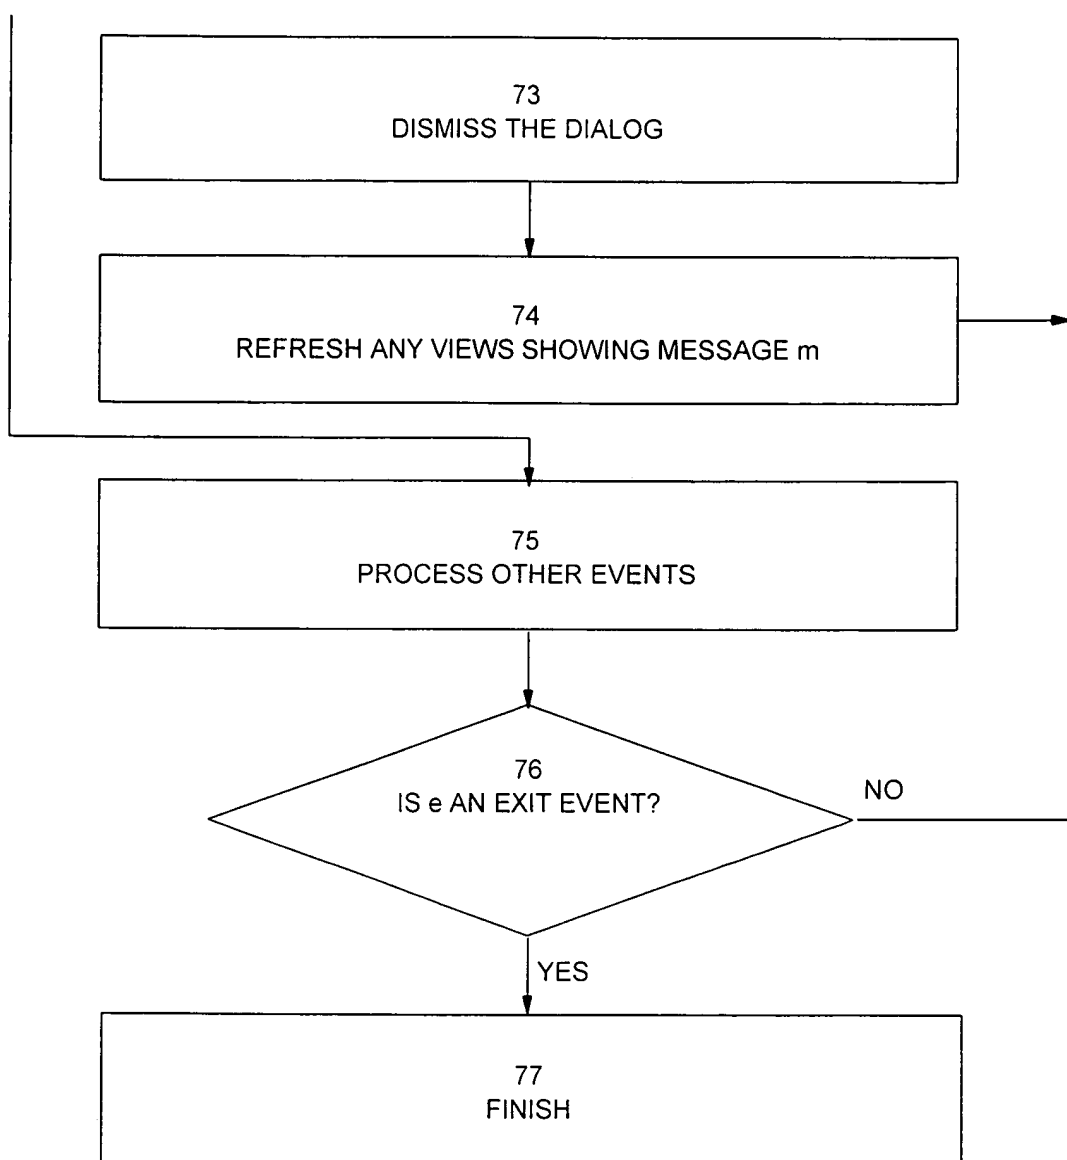 73
DISMISS THE DIALOG
74
REFRESH ANY VIEWS SHOWING MESSAGE m
75
PROCESS OTHER EVENTS
76
IS e AN EXIT EVENT?
NO
YES
77
FINISH